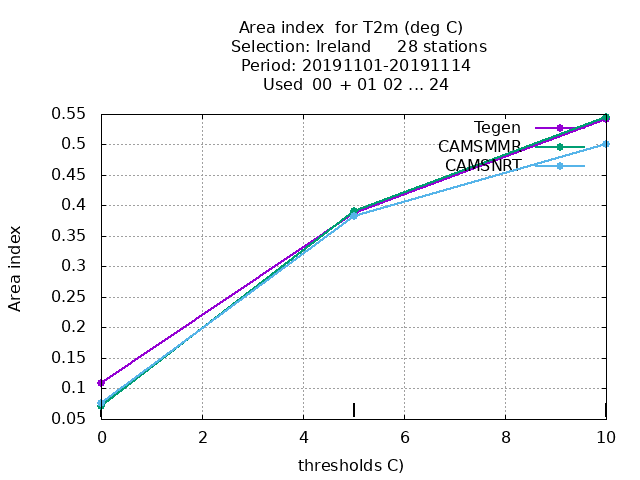 Area index  for T2m (deg C)
Selection: Ireland     28 stations
Period: 20191101-20191114
Used  00  + 01 02 ... 24
0.55
0.5
0.45
0.4
0.35
0.3
0.25
0.2
0.15
0.1
0.05
Area index
Tegen
CAMSMMR
CAMSNRT
0 2 4 6 8 10
thresholds C)